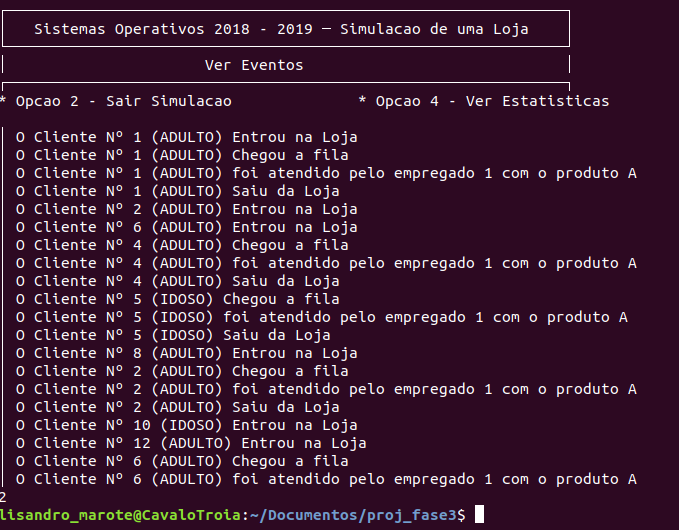 Sistemas Operativos 2018 - 2019 — Simulacao de uma Loja
Ver Eventos
* Opcao 2 - Sair Simulacao * Opcao 4 - Ver Estatisticas
O Cliente Nº 1 (ADULTO) Entrou na Loja
O Cliente Nº 1 (ADULTO) Chegou a fila
O Cliente Nº 1 (ADULTO) foi atendido pelo empregado 1 com o produto A
O Cliente Nº 1 (ADULTO) Saiu da Loja
O Cliente Nº 2 (ADULTO) Entrou na Loja
O Cliente Nº 6 (ADULTO) Entrou na Loja
O Cliente Nº 4 (ADULTO) Chegou a fila
O Cliente Nº 4 (ADULTO) foi atendido pelo empregado 1 com o produto A
O Cliente Nº 4 (ADULTO) Saiu da Loja
O Cliente Nº 5 (IDOSO) Chegou a fila
O Cliente Nº 5 (IDOSO) foi atendido pelo empregado 1 com o produto A
O Cliente Nº 5 (IDOSO) Saiu da Loja
O Cliente Nº 8 (ADULTO) Entrou na Loja
O Cliente Nº 2 (ADULTO) Chegou a fila
O Cliente Nº 2 (ADULTO) foi atendido pelo empregado 1 com o produto A
O Cliente Nº 2 (ADULTO) Saiu da Loja
O Cliente Nº 10 (IDOSO) Entrou na Loja
O Cliente Nº 12 (ADULTO) Entrou na Loja
O Cliente Nº 6 (ADULTO) Chegou a fila
O Cliente Nº 6 (ADULTO) foi atendido pelo empregado 1 com o produto A
2
lisandro_marote@CavaloTroia:~/Documentos/proj_fase3$